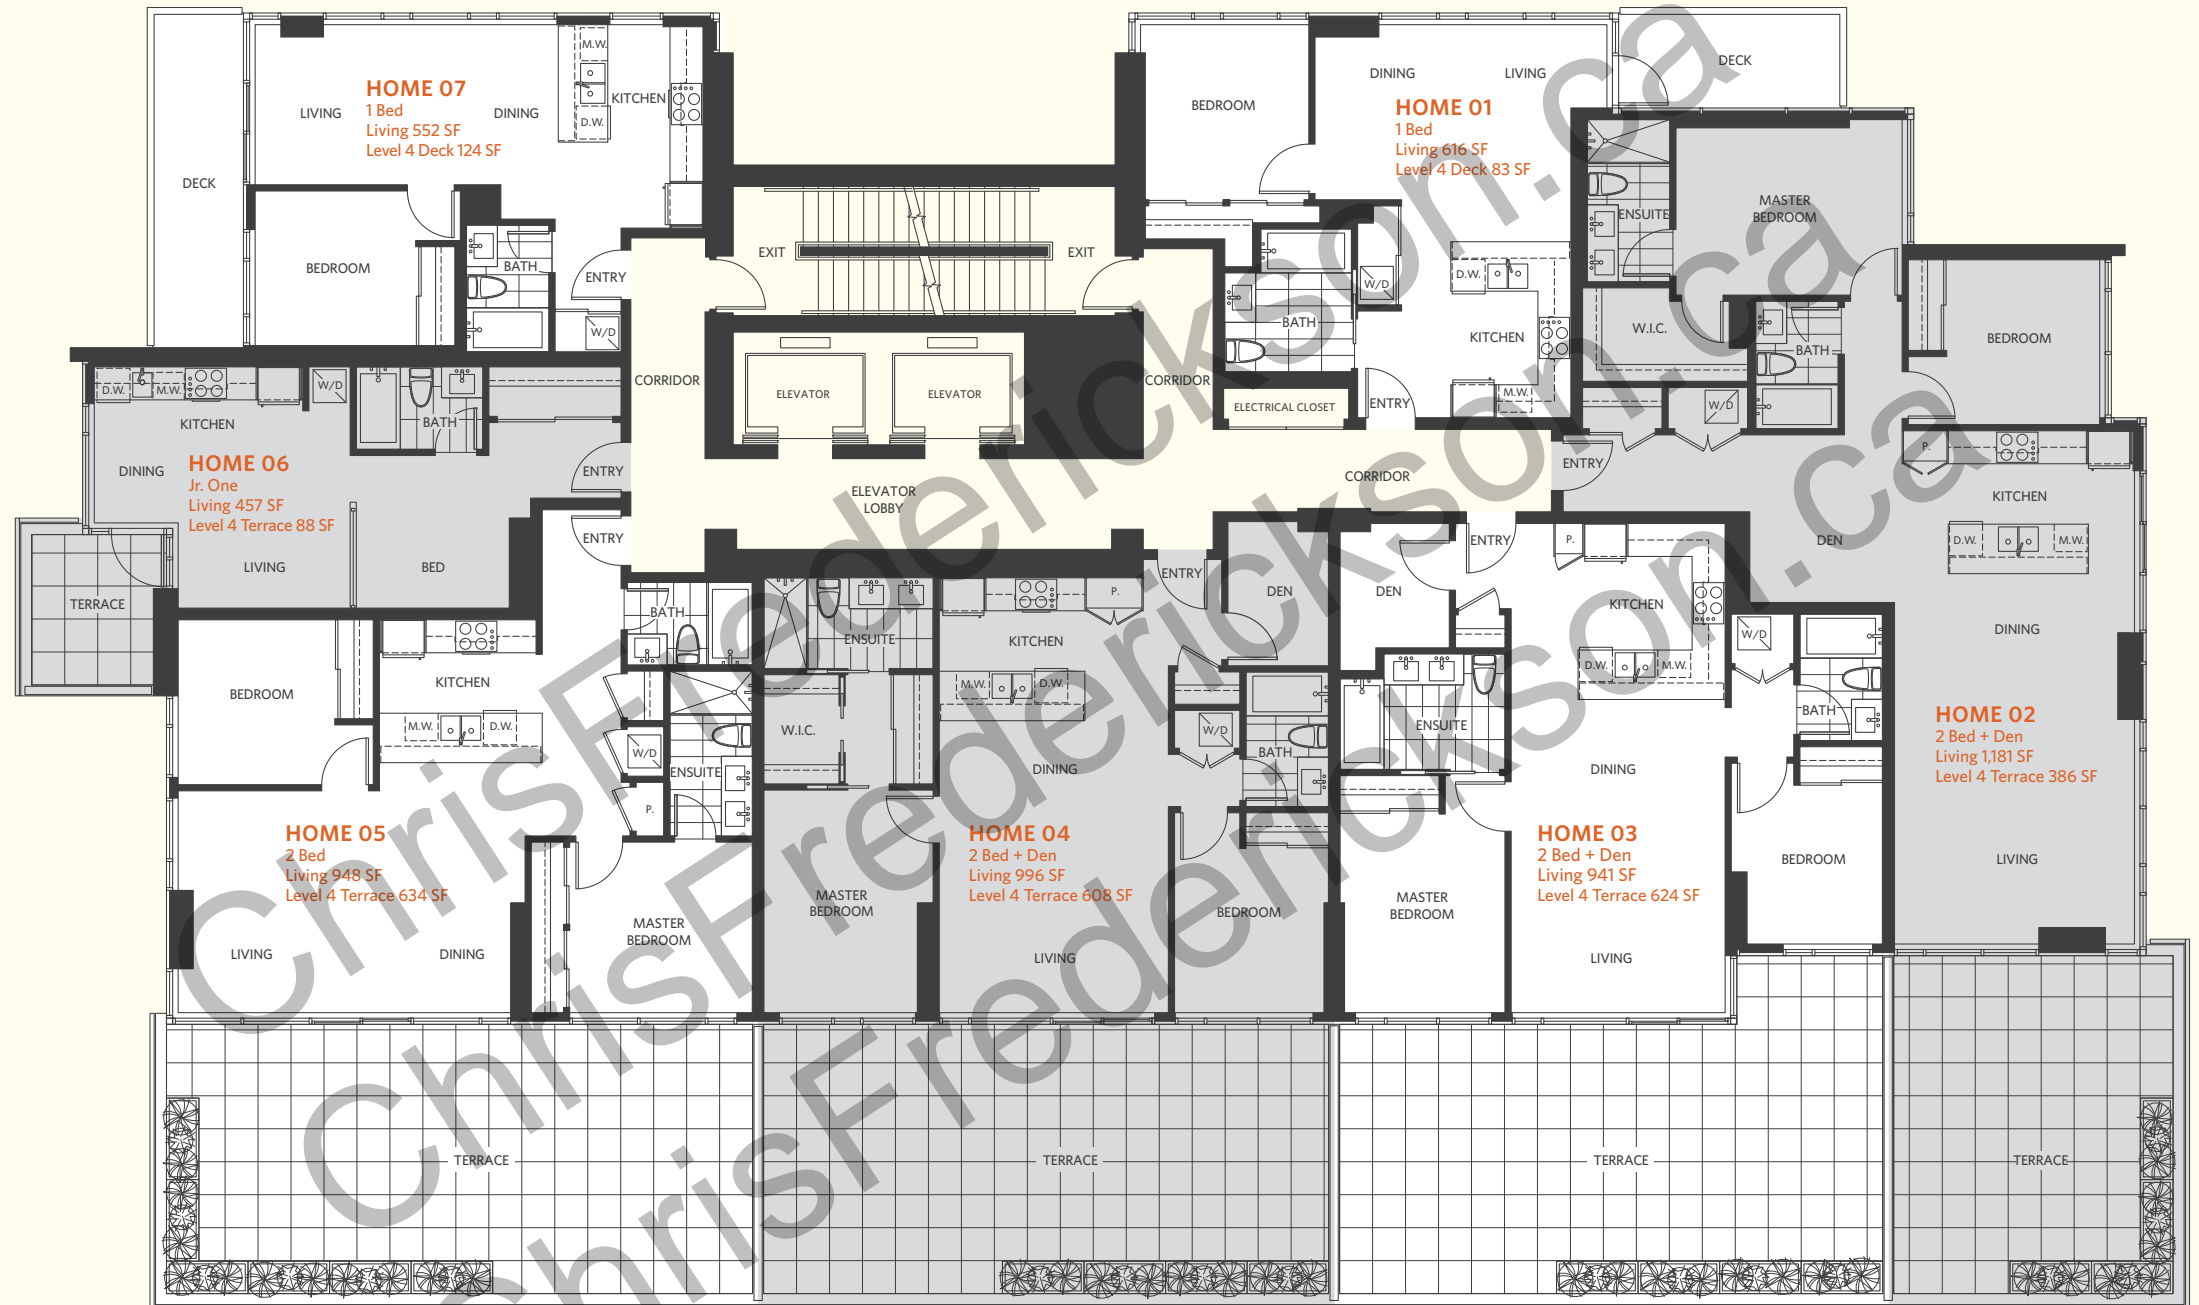 HOME 07
1 Bed
Living 552 SF
Level 4 Deck 124 SF
LIVING
DINING
M.W.
D.W.
KITCHEN
DECK
BEDROOM
BATH
ENTRY
W/D
HOME 01
1 Bed
Living 616 SF
Level 4 Deck 83 SF
BEDROOM
DINING
LIVING
DECK
D.W.
W/D
BATH
KITCHEN
M.W.
ENTRY
EXIT
EXIT
CORRIDOR
ELEVATOR
ELEVATOR
CORRIDOR
ELECTRICAL CLOSET
ELEVATOR
LOBBY
CORRIDOR
ENSUITE
MASTER
BEDROOM
W.I.C.
BATH
BEDROOM
W/D
ENTRY
P.
KITCHEN
DEN
D.W.
M.W.
DINING
HOME 02
2 Bed + Den
Living 1,181 SF
Level 4 Terrace 386 SF
LIVING
TERRACE
D.W.
M.W.
W/D
KITCHEN
BATH
DINING
HOME 06
Jr. One
Living 457 SF
Level 4 Terrace 88 SF
ENTRY
LIVING
BED
TERRACE
ENTRY
BATH
BEDROOM
KITCHEN
M.W.
D.W.
W/D
ENSUITE
P.
HOME 05
2 Bed
Living 948 SF
Level 4 Terrace 634 SF
LIVING
DINING
MASTER
BEDROOM
TERRACE
ENTRY
DEN
P.
ENSUITE
KITCHEN
M.W.
D.W.
W.I.C.
W/D
BATH
DINING
HOME 04
2 Bed + Den
Living 996 SF
Level 4 Terrace 608 SF
MASTER
BEDROOM
BEDROOM
LIVING
TERRACE
ENTRY
P.
DEN
KITCHEN
D.W.
M.W.
W/D
ENSUITE
BATH
DINING
HOME 03
2 Bed + Den
Living 941 SF
Level 4 Terrace 624 SF
BEDROOM
MASTER
BEDROOM
LIVING
TERRACE
ChrisFrederickson.ca
ChrisFrederickson.ca
ChrisFrederickson.ca